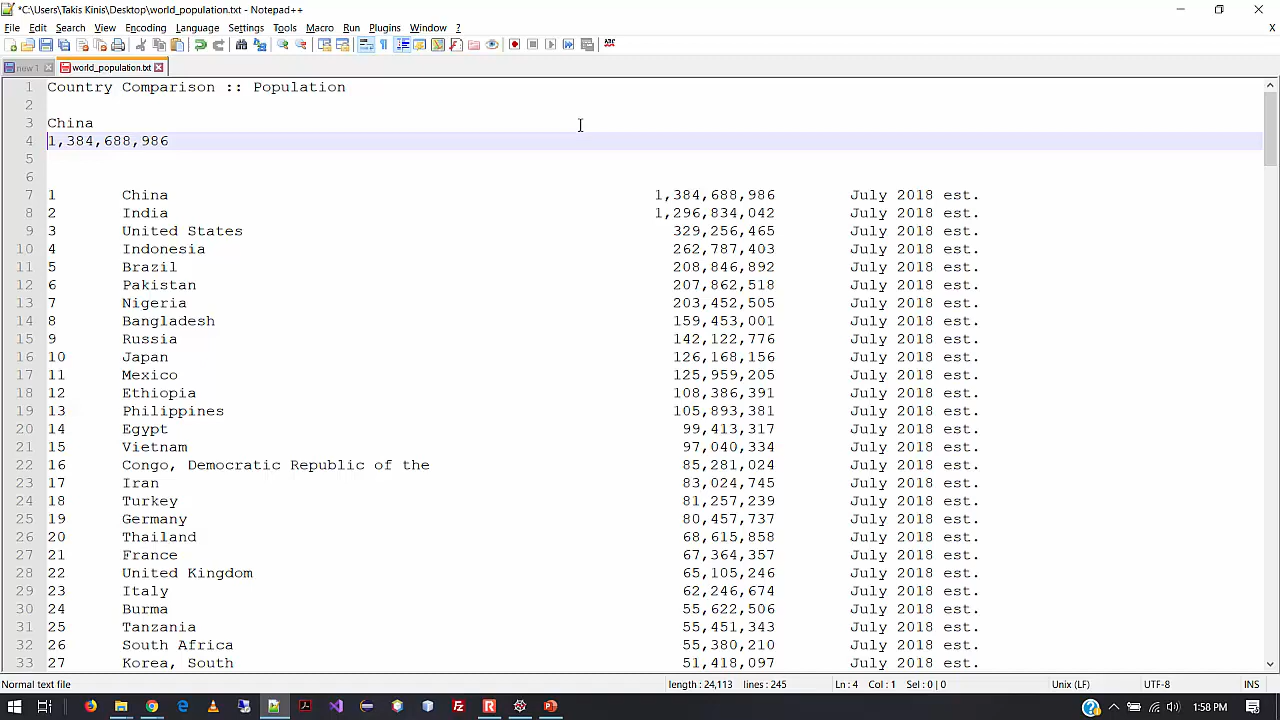 *C:\Users\Takis Kinis\Desktop\world_population.txt - Notepad++
File Edit Search View Encoding Language Settings Tools Macro Run Plugins Window ?
X
new 1 world_population.txt
1 Country Comparison :: Population
2
3 China
4 1,384,688,986
5
6
7 1 China 1,384,688,986 July 2018 est.
8 2 India 1,296,834,042 July 2018 est.
9 3 United States 329,256,465 July 2018 est.
10 4 Indonesia 262,787,403 July 2018 est.
11 5 Brazil 208,846,892 July 2018 est.
12 6 Pakistan 207,862,518 July 2018 est.
13 7 Nigeria 203,452,505 July 2018 est.
14 8 Bangladesh 159,453,001 July 2018 est.
15 9 Russia 142,122,776 July 2018 est.
16 10 Japan 126,168,156 July 2018 est.
17 11 Mexico 125,959,205 July 2018 est.
18 12 Ethiopia 108,386,391 July 2018 est.
19 13 Philippines 105,893,381 July 2018 est.
20 14 Egypt 99,413,317 July 2018 est.
21 15 Vietnam 97,040,334 July 2018 est.
22 16 Congo, Democratic Republic of the 85,281,024 July 2018 est.
23 17 Iran 83,024,745 July 2018 est.
24 18 Turkey 81,257,239 July 2018 est.
25 19 Germany 80,457,737 July 2018 est.
26 20 Thailand 68,615,858 July 2018 est.
27 21 France 67,364,357 July 2018 est.
28 22 United Kingdom 65,105,246 July 2018 est.
29 23 Italy 62,246,674 July 2018 est.
30 24 Burma 55,622,506 July 2018 est.
31 25 Tanzania 55,451,343 July 2018 est.
32 26 South Africa 55,380,210 July 2018 est.
33 27 Korea, South 51,418,097 July 2018 est.
Normal text file length : 24,113 lines : 245 Ln : 4 Col : 1 Sel : 0 | 0 Unix (LF) UTF-8 INS
1:58 PM